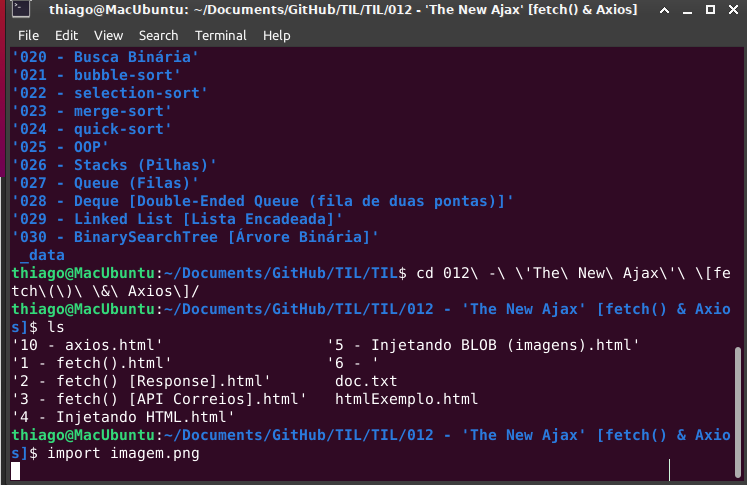 thiago@MacUbuntu: ~/Documents/GitHub/TIL/TIL/012 - 'The New Ajax' [fetch() & Axios]
File Edit View Search Terminal Help
'020 - Busca Binária'
'021 - bubble-sort'
'022 - selection-sort'
'023 - merge-sort'
'024 - quick-sort'
'025 - OOP'
'026 - Stacks (Pilhas)'
'027 - Queue (Filas)'
'028 - Deque [Double-Ended Queue (fila de duas pontas)]'
'029 - Linked List [Lista Encadeada]'
'030 - BinarySearchTree [Árvore Binária]'
_data
thiago@MacUbuntu:~/Documents/GitHub/TIL/TIL$ cd 012\ -\ \'The\ New\ Ajax\'\ \[fe
tch\(\)\ \&\ Axios\]/
thiago@MacUbuntu:~/Documents/GitHub/TIL/TIL/012 - 'The New Ajax' [fetch() & Axio
s]$ ls
'10 - axios.html' '5 - Injetando BLOB (imagens).html'
'1 - fetch().html' '6 - '
'2 - fetch() [Response].html' doc.txt
'3 - fetch() [API Correios].html' htmlExemplo.html
'4 - Injetando HTML.html'
thiago@MacUbuntu:~/Documents/GitHub/TIL/TIL/012 - 'The New Ajax' [fetch() & Axio
s]$ import imagem.png